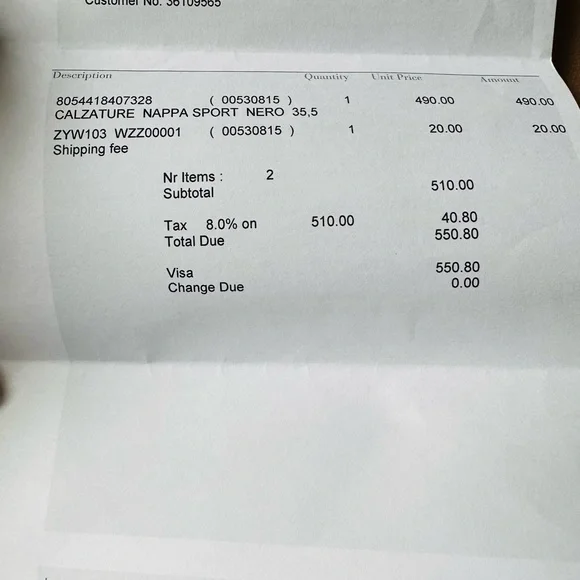 Customer No. 36109565
Description Quantity Unit Price Amount
8054418407328 ( 00530815 ) 1 490.00 490.00
CALZATURE NAPPA SPORT NERO 35,5
ZYW103 WZZ00001 ( 00530815 ) 1 20.00 20.00
Shipping fee
Nr Items : 2
Subtotal 510.00
Tax 8.0% on 510.00 40.80
Total Due 550.80
Visa 550.80
Change Due 0.00